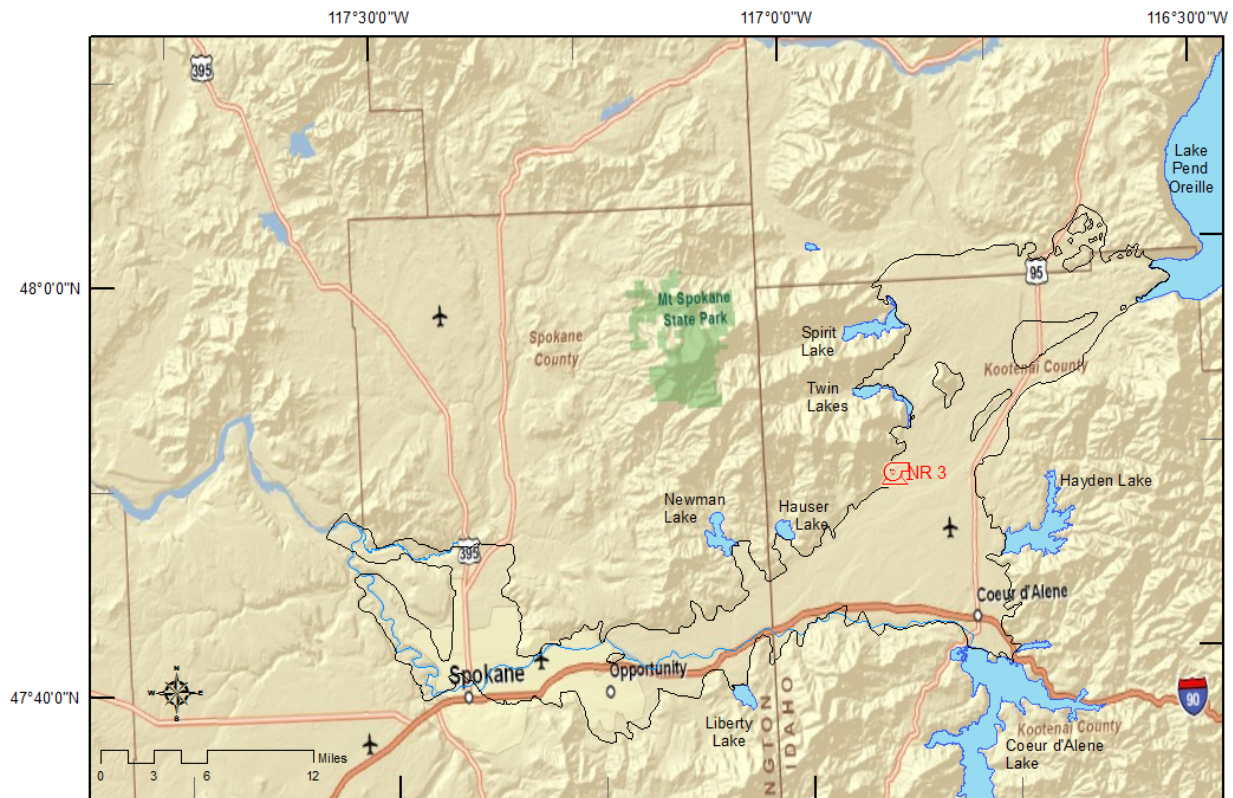 117°30'0"W
117°0'0"W
116°30'0"W
395
Lake
Pend
Oreille
95
48°0'0"N
Mt Spokane
State Park
Spokane
County
Spirit
Lake
Kootenai County
Twin
Lakes
NR 3
Hayden Lake
Newman
Lake
Hauser
Lake
395
Coeur d'Alene
Spokane
Opportunity
N
W E
S
47°40'0"N
Liberty
Lake
NGTON
IDAHO
90
Kootenai County
Coeur d'Alene
Lake
Miles
0 3 6 12